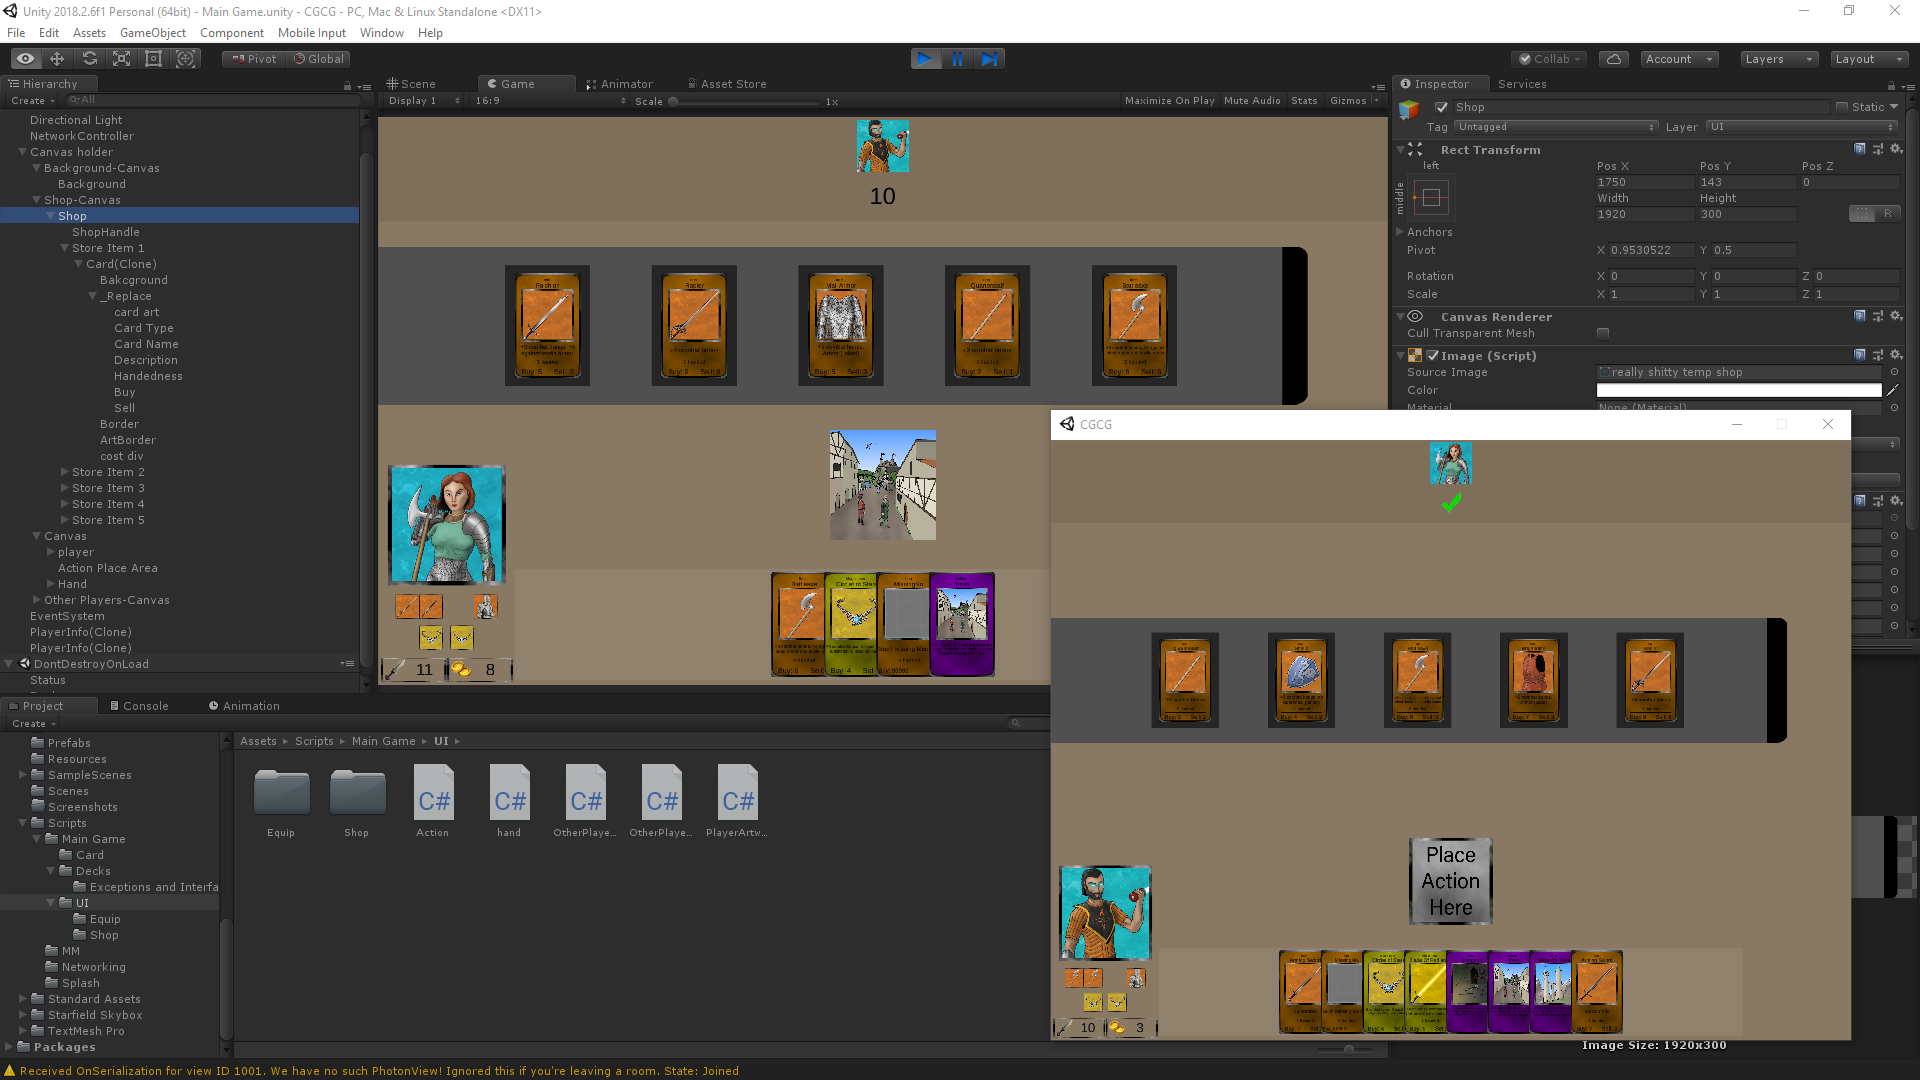 Unity 2018.2.6f1 Personal (64bit) - Main Game.unity - CGCG - PC, Mac & Linux Standalone <DX11>
File Edit Assets GameObject Component Mobile Input Window Help
Pivot Global
Collab Account Layers Layout
Hierarchy
Create All
Directional Light
NetworkController
Canvas holder
Background-Canvas
Background
Shop-Canvas
Shop
ShopHandle
Store Item 1
Card(Clone)
Bakcground
_Replace
card art
Card Type
Card Name
Description
Handedness
Buy
Sell
Border
ArtBorder
cost div
Store Item 2
Store Item 3
Store Item 4
Store Item 5
Canvas
player
Action Place Area
Hand
Other Players-Canvas
EventSystem
PlayerInfo(Clone)
PlayerInfo(Clone)
DontDestroyOnLoad
Status
Scene Game Animator Asset Store
Display 1 16:9 Scale 1x Maximize On Play Mute Audio Stats Gizmos
10
Rapier
Quarterstaff
Buy: 5 Sell: 2
11 8
Inspector Services
Shop Static
Tag Untagged Layer UI
Rect Transform
left
middle
Pos X Pos Y Pos Z
1750 143 0
Width Height
1920 300
R
Anchors
Pivot X 0.9530522 Y 0.5
Rotation X 0 Y 0 Z 0
Scale X 1 Y 1 Z 1
Canvas Renderer
Cull Transparent Mesh
Image (Script)
Source Image really shitty temp shop
Color
Material None (Material)
CGCG
Place
Action
Here
10 3
Image Size: 1920x300
Project Console Animation
Create
Prefabs
Resources
SampleScenes
Scenes
Screenshots
Scripts
Main Game
Card
Decks
Exceptions and Interfa
UI
Equip
Shop
MM
Networking
Splash
Standard Assets
Starfield Skybox
TextMesh Pro
Packages
Assets Scripts Main Game UI
C# C# C# C# C#
Equip Shop Action hand OtherPlaye... OtherPlaye... PlayerArtw...
Received OnSerialization for view ID 1001. We have no such PhotonView! Ignored this if you're leaving a room. State: Joined